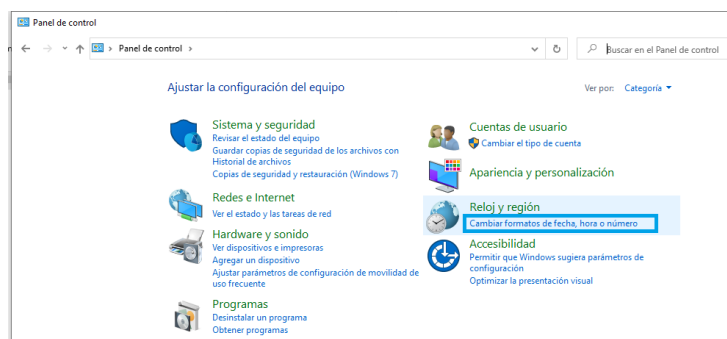 Panel de control
Panel de control
Buscar en el Panel de control
Ajustar la configuración del equipo
Ver por: Categoría
Sistema y seguridad
Revisar el estado del equipo
Guardar copias de seguridad de los archivos con
Historial de archivos
Copias de seguridad y restauración (Windows 7)
Redes e Internet
Ver el estado y las tareas de red
Hardware y sonido
Ver dispositivos e impresoras
Agregar un dispositivo
Ajustar parámetros de configuración de movilidad de
uso frecuente
Programas
Desinstalar un programa
Obtener programas
Cuentas de usuario
Cambiar el tipo de cuenta
Apariencia y personalización
Reloj y región
Cambiar formatos de fecha, hora o número
Accesibilidad
Permitir que Windows sugiera parámetros de
configuración
Optimizar la presentación visual